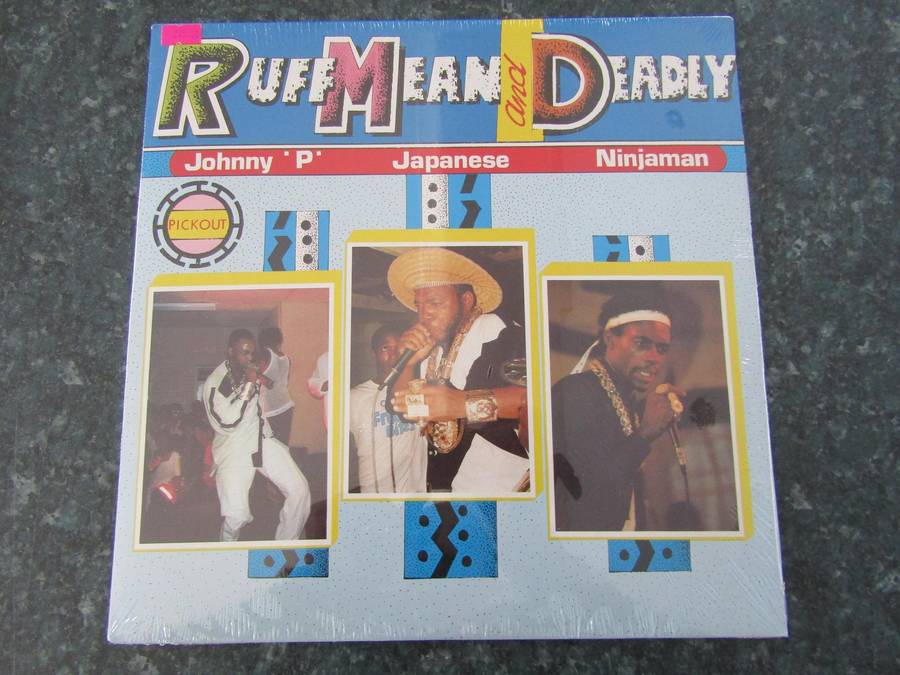 RUFF MEAN and DEADLY
Johnny 'P' Japanese Ninjaman
PICKOUT